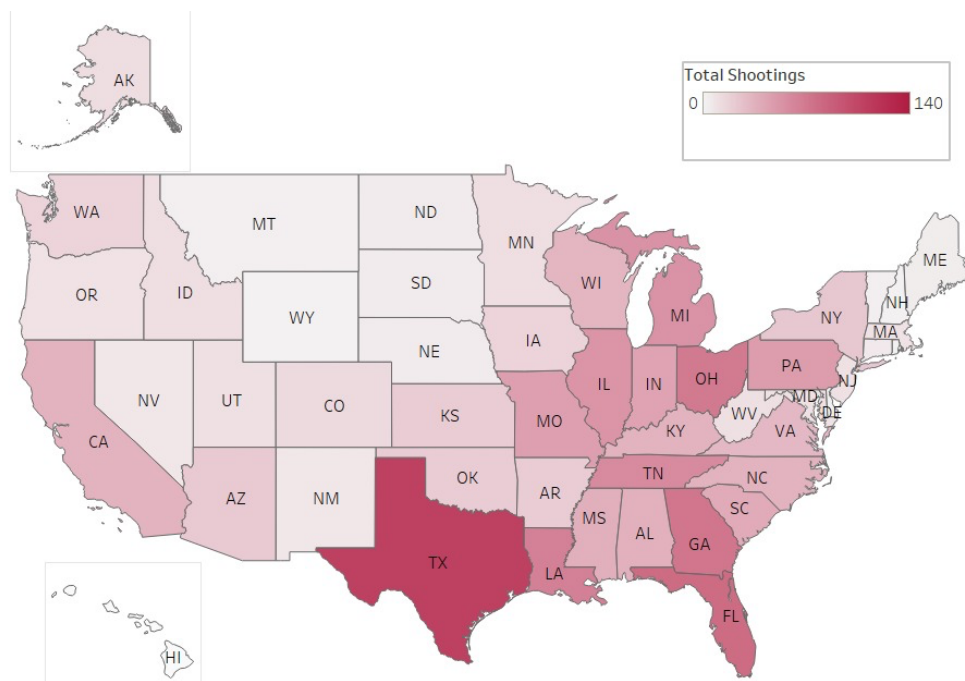 AK
Total Shootings
0 140
WA
MT
ND
MN
ME
OR
ID
SD
WI
NH
WY
MI
NY
MA
IA
NE
PA
NV
UT
CO
IL
IN
OH
NJ
MD
DE
WV
KS
MO
KY
VA
CA
TN
NC
AZ
NM
OK
AR
MS
AL
SC
GA
TX
LA
FL
HI